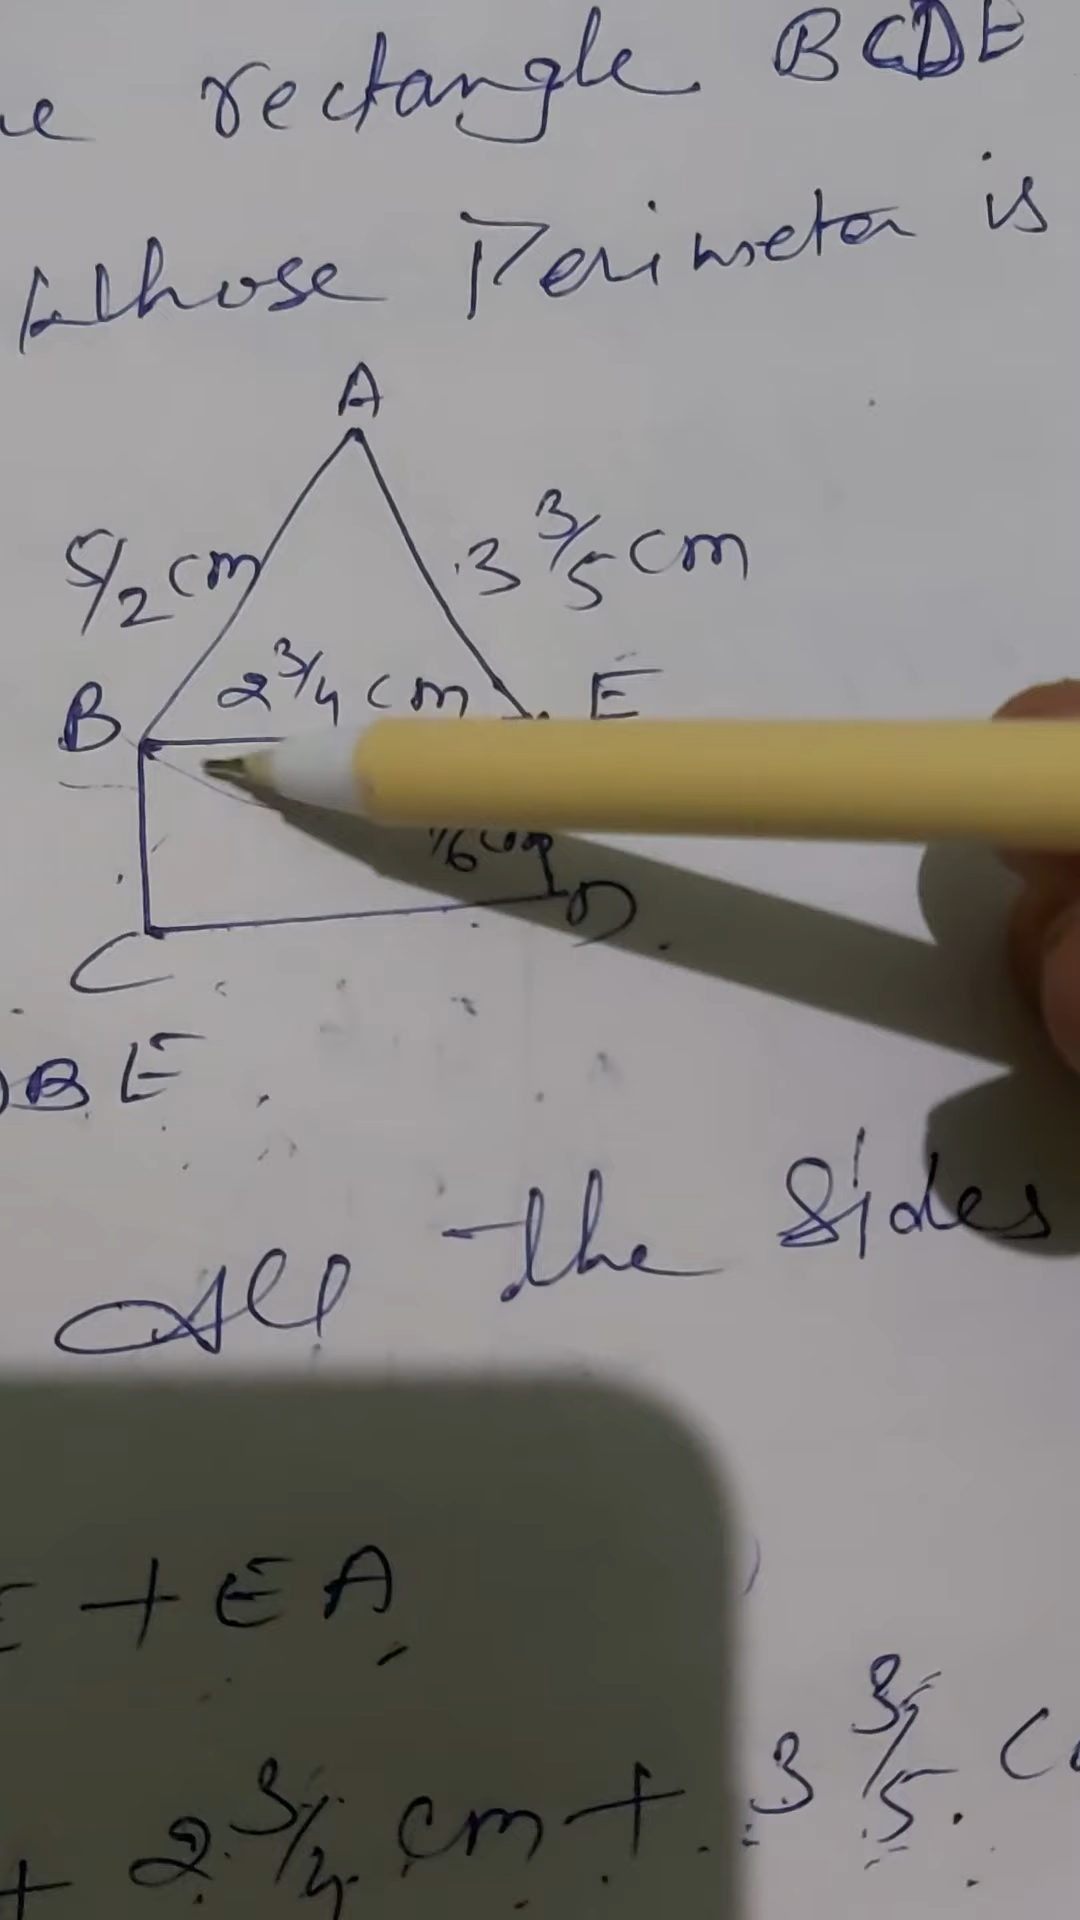 rectangle BCDE
Whose Perimeter is
A
5/2 cm 3 3/5 cm
B 2 3/4 cm E
C D.
BE.
All the Sides
+ EA
+ 2 3/4 cm + 3 3/5.